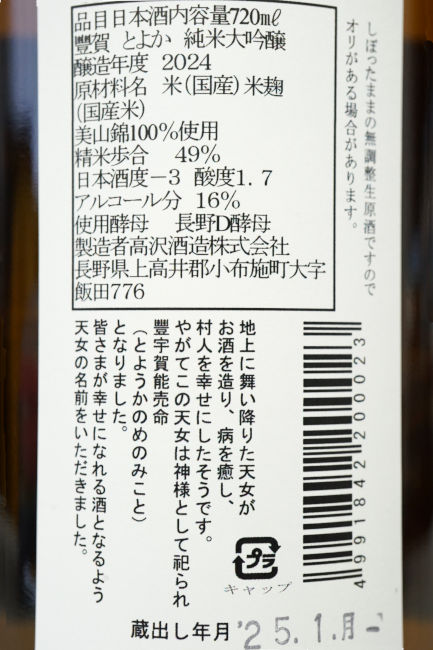 品目日本酒内容量720mℓ
豐賀 とよか 純米大吟醸
醸造年度 2024
原材料名 米(国産)米麹
(国産米)
美山錦100%使用
精米歩合 49%
日本酒度−3 酸度1.7
アルコール分 16%
使用酵母 長野D酵母
製造者高沢酒造株式会社
長野県上高井郡小布施町大字
飯田776
しぼったままの無調整生原酒ですので
オリがある場合があります。
地上に舞い降りた天女が
お酒を造り、病を癒し、
村人を幸せにしたそうです。
やがてこの天女は神様として祀られ
豐宇賀能売命
(とようかのめのみこと)
となりました。
皆さまが幸せになれる酒となるよう
天女の名前をいただきました。
4991842200023
プラ
キャップ
蔵出し年月 '25.1.月